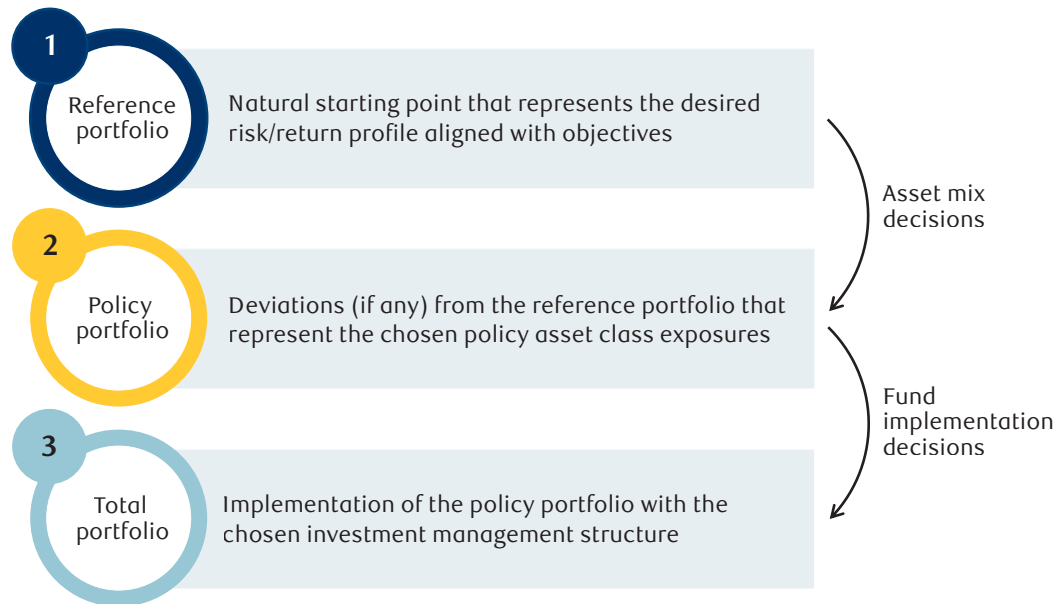 1
Reference
portfolio
Natural starting point that represents the desired
risk/return profile aligned with objectives
Asset mix
decisions
2
Policy
portfolio
Deviations (if any) from the reference portfolio that
represent the chosen policy asset class exposures
Fund
implementation
decisions
3
Total
portfolio
Implementation of the policy portfolio with the
chosen investment management structure